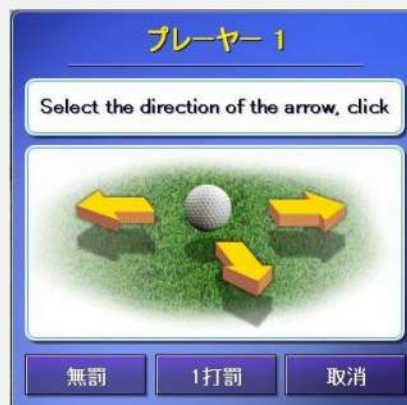 プレーヤー 1
Select the direction of the arrow, click
無罰
1打罰
取消